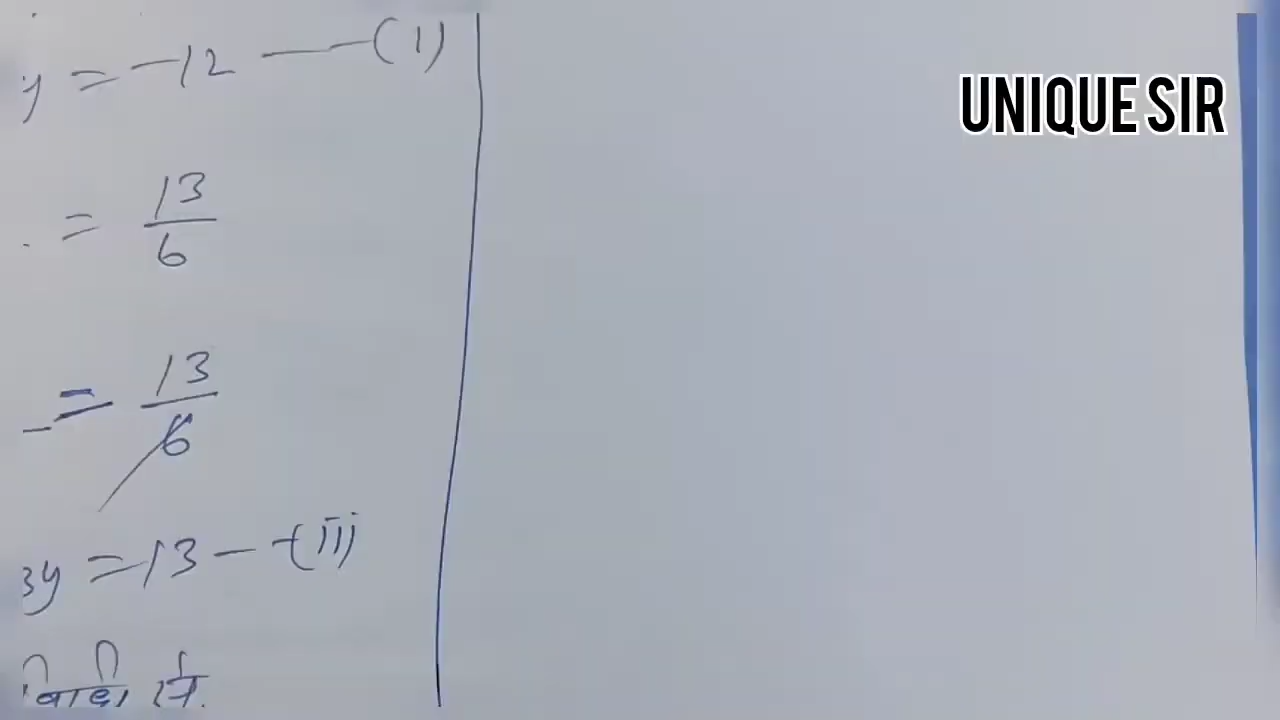 y = -12 —— (1)
UNIQUE SIR
= 13/6
= 13/6
3y = 13 - (ii)